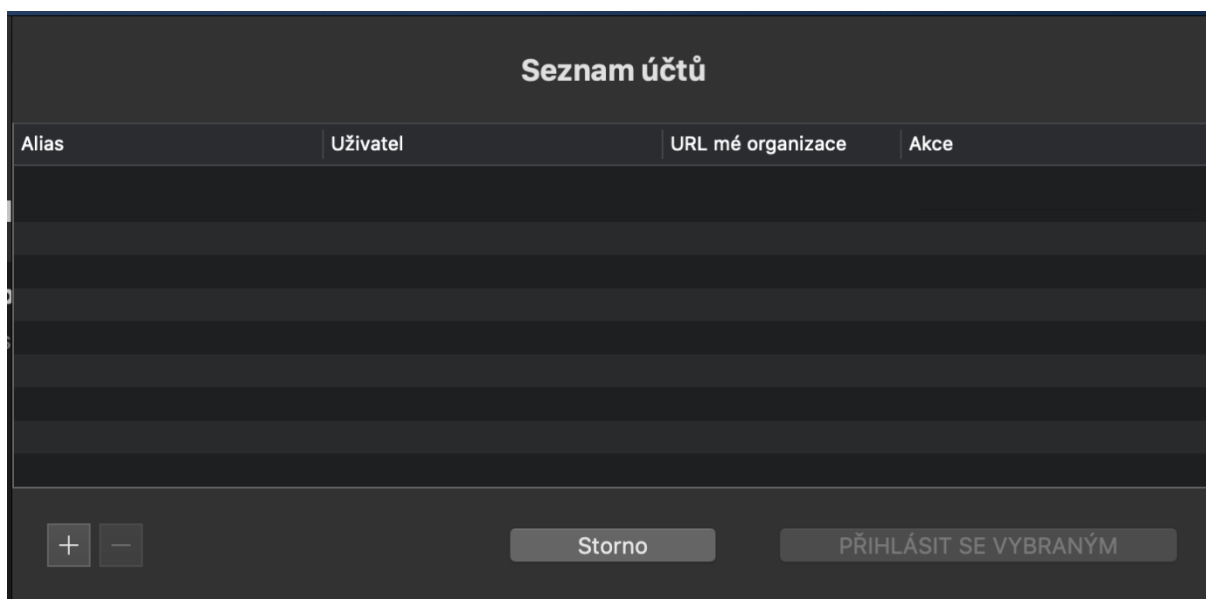 Seznam účtů
Alias Uživatel URL mé organizace Akce
Storno PŘIHLÁSIT SE VYBRANÝM